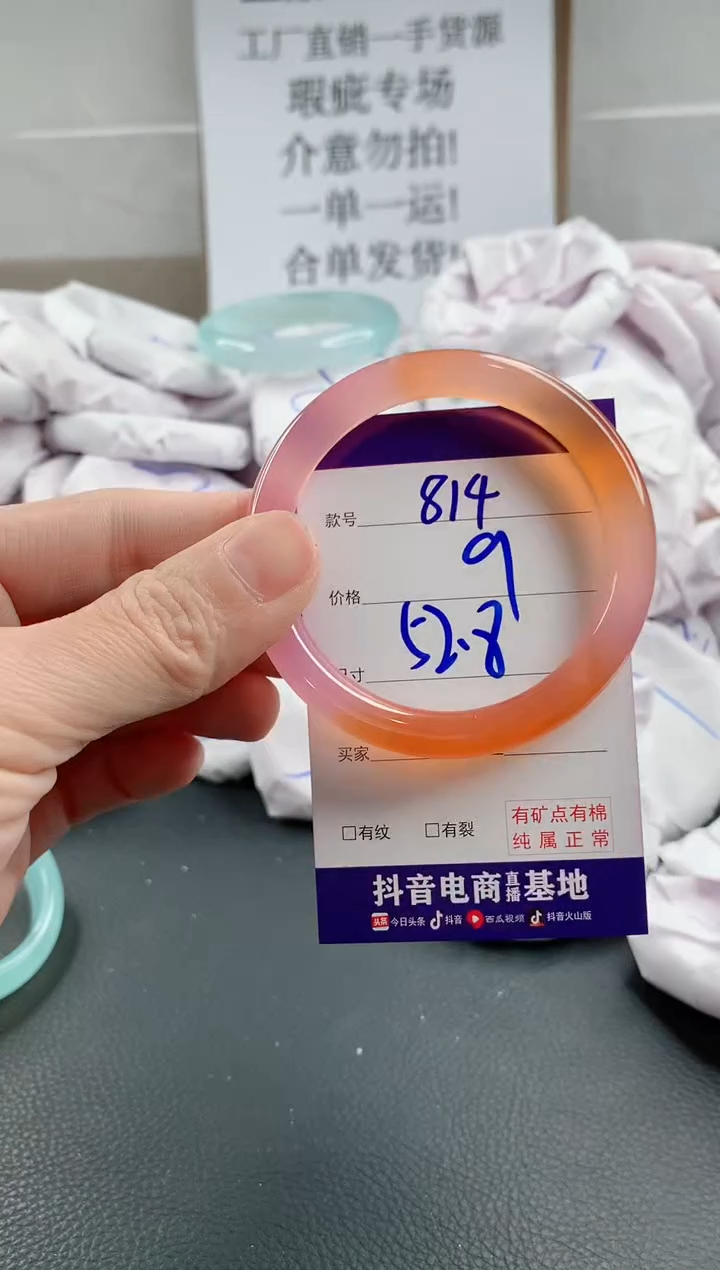 工厂直销一手货源
瑕疵专场
介意勿拍!
一单一运!
合单发货!
款号 814
价格 9
寸 52.8
买家
□有纹 □有裂
有矿点有棉
纯属正常
抖音电商直播基地
头条 今日头条 抖音 西瓜视频 抖音火山版